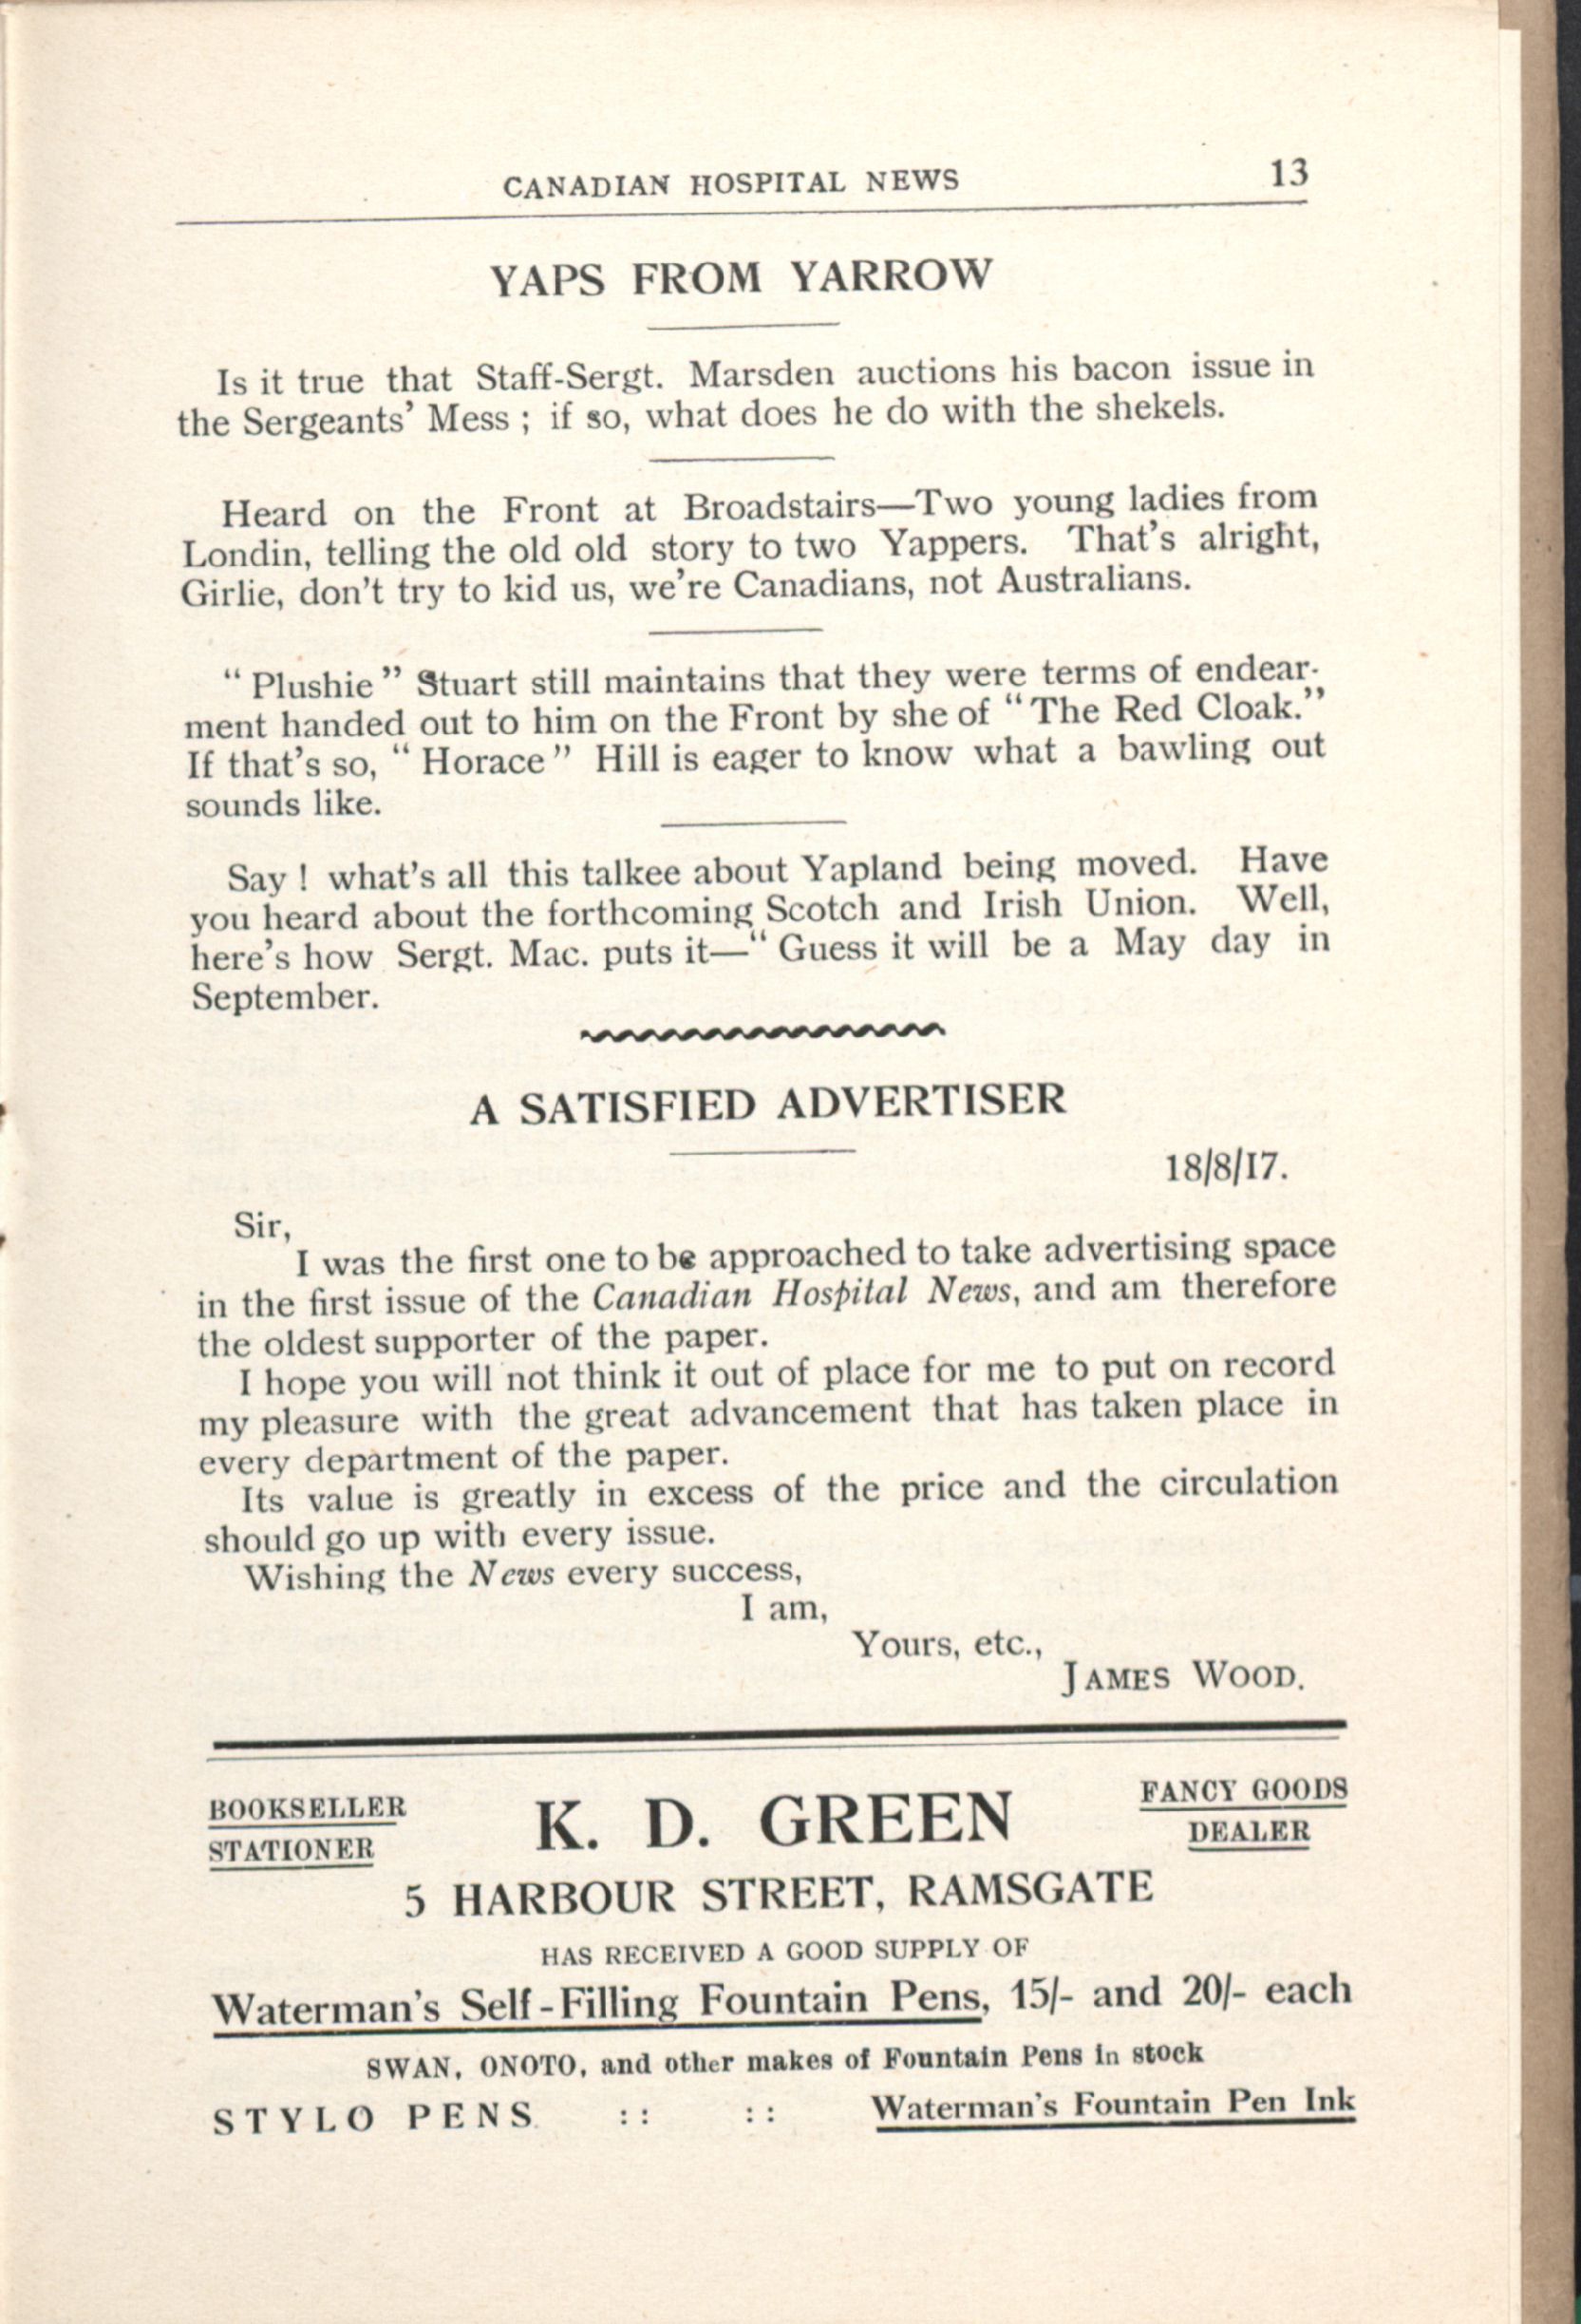 CANADIAN HOSPITAL NEWS 13
YAPS FROM YARROW
Is it true that Staff-Sergt. Marsden auctions his bacon issue in
the Sergeants' Mess ; if so, what does he do with the shekels.
Heard on the Front at Broadstairs—Two young ladies from
Londin, telling the old old story to two Yappers. That's alright,
Girlie, don't try to kid us, we're Canadians, not Australians.
" Plushie " Stuart still maintains that they were terms of endear-
ment handed out to him on the Front by she of " The Red Cloak."
If that's so, " Horace " Hill is eager to know what a bawling out
sounds like.
Say ! what's all this talkee about Yapland being moved. Have
you heard about the forthcoming Scotch and Irish Union. Well,
here's how Sergt. Mac. puts it—" Guess it will be a May day in
September.
A SATISFIED ADVERTISER
18/8/17.
Sir,
I was the first one to be approached to take advertising space
in the first issue of the Canadian Hospital News, and am therefore
the oldest supporter of the paper.
I hope you will not think it out of place for me to put on record
my pleasure with the great advancement that has taken place in
every department of the paper.
Its value is greatly in excess of the price and the circulation
should go up with every issue.
Wishing the News every success,
I am,
Yours, etc.,
JAMES WOOD.
BOOKSELLER
STATIONER
K. D. GREEN
FANCY GOODS
DEALER
5 HARBOUR STREET, RAMSGATE
HAS RECEIVED A GOOD SUPPLY OF
Waterman's Self-Filling Fountain Pens, 15/- and 20/- each
SWAN, ONOTO, and other makes of Fountain Pens in stock
STYLO PENS :: :: Waterman's Fountain Pen Ink